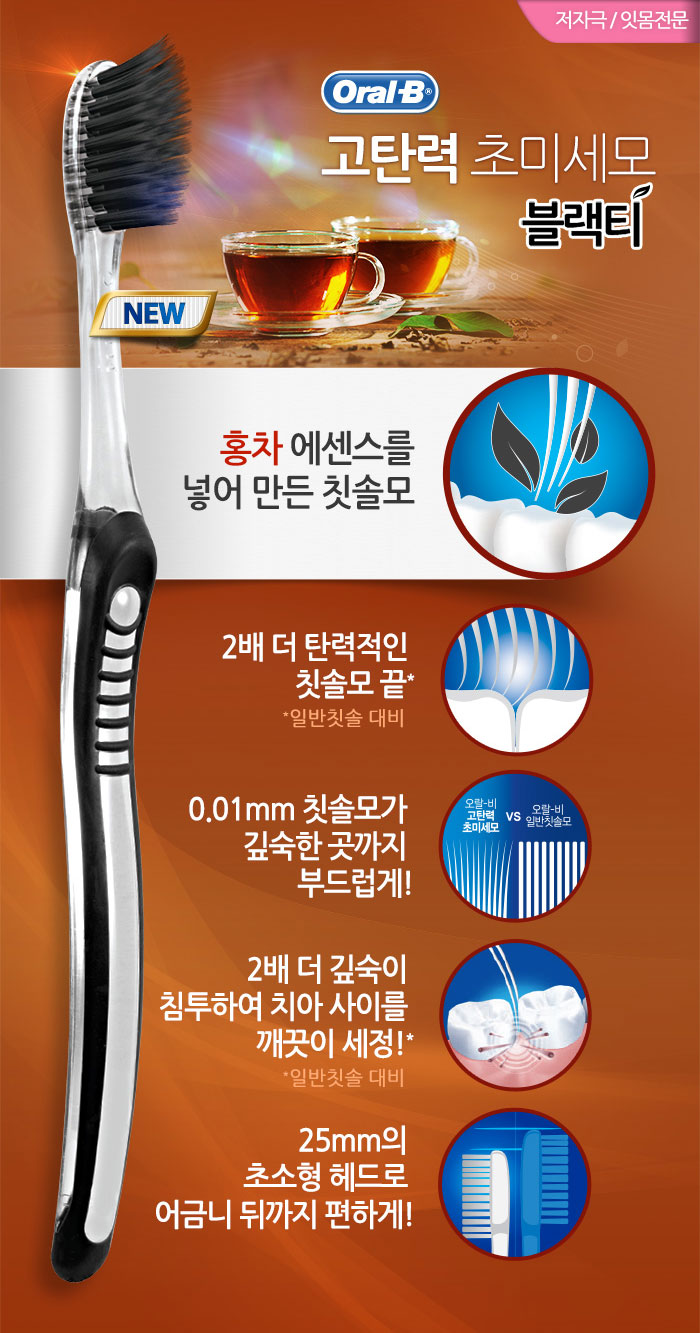 저자극 / 잇몸전문
Oral-B®
고탄력 초미세모
블랙티
NEW
홍차 에센스를
넣어 만든 칫솔모
2배 더 탄력적인
칫솔모 끝*
*일반칫솔 대비
0.01mm 칫솔모가
깊숙한 곳까지
부드럽게!
오랄-비
고탄력
초미세모
vs
오랄-비
일반칫솔모
2배 더 깊숙이
침투하여 치아 사이를
깨끗이 세정!*
*일반칫솔 대비
25mm의
초소형 헤드로
어금니 뒤까지 편하게!